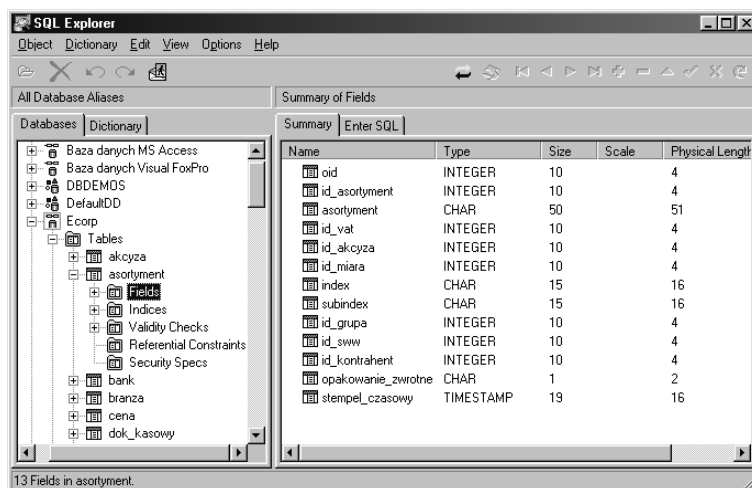 SQL Explorer
Object Dictionary Edit View Options Help
All Database Aliases
Summary of Fields
Databases Dictionary
Summary Enter SQL
Baza danych MS Access
Baza danych Visual FoxPro
DBDEMOS
DefaultDD
Ecorp
Tables
akcyza
asortyment
Fields
Indices
Validity Checks
Referential Constraints
Security Specs
bank
branza
cena
dok_kasowy
Name Type Size Scale Physical Length
oid INTEGER 10 4
id_asortyment INTEGER 10 4
asortyment CHAR 50 51
id_vat INTEGER 10 4
id_akcyza INTEGER 10 4
id_miara INTEGER 10 4
index CHAR 15 16
subindex CHAR 15 16
id_grupa INTEGER 10 4
id_sww INTEGER 10 4
id_kontrahent INTEGER 10 4
opakowanie_zwrotne CHAR 1 2
stempel_czasowy TIMESTAMP 19 16
13 Fields in asortyment.